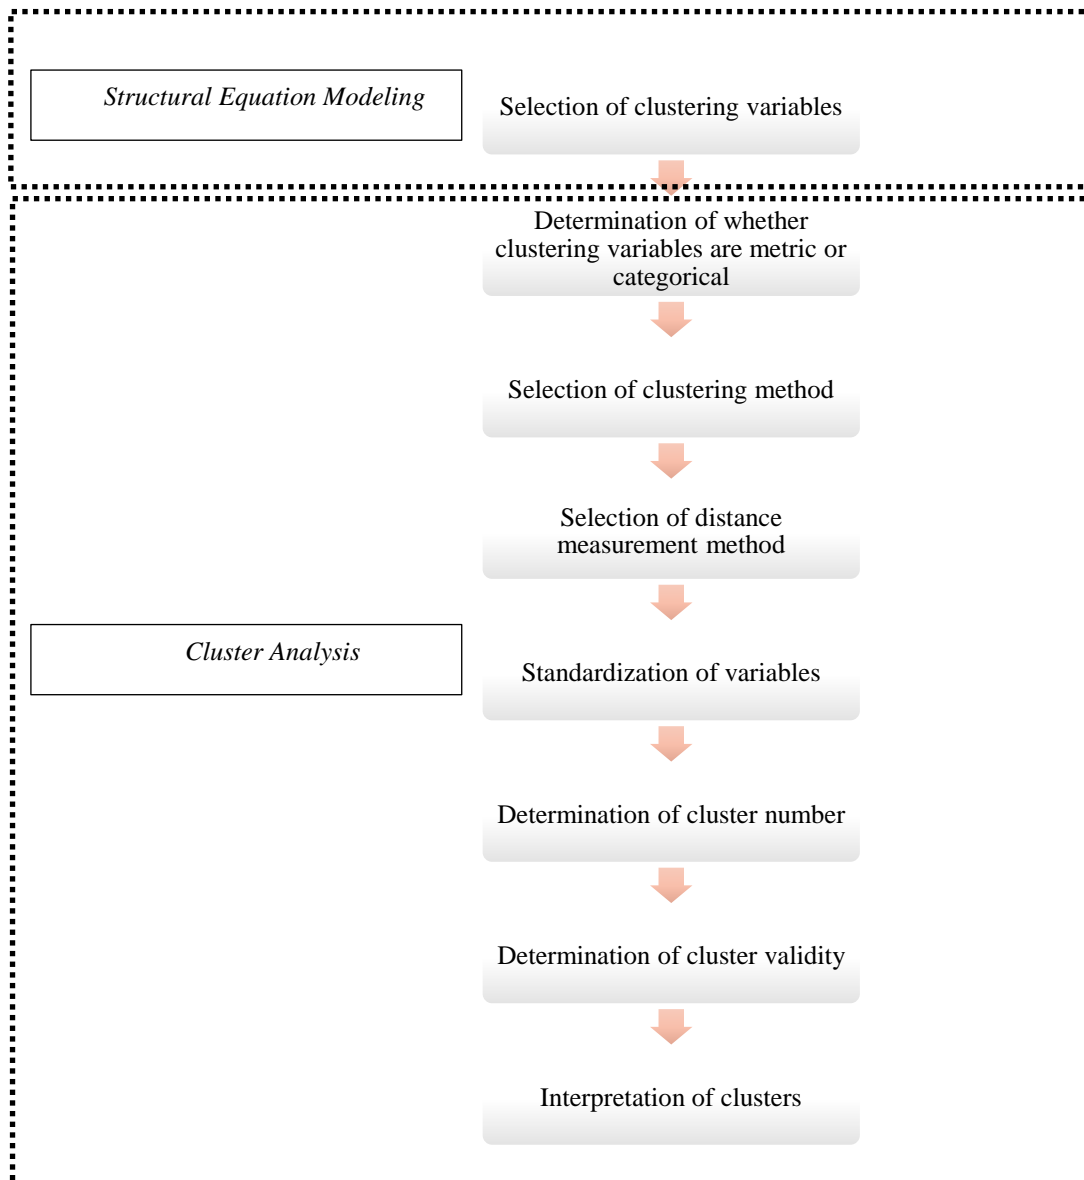 Structural Equation Modeling
Selection of clustering variables
Determination of whether
clustering variables are metric or
categorical
Selection of clustering method
Selection of distance
measurement method
Cluster Analysis
Standardization of variables
Determination of cluster number
Determination of cluster validity
Interpretation of clusters